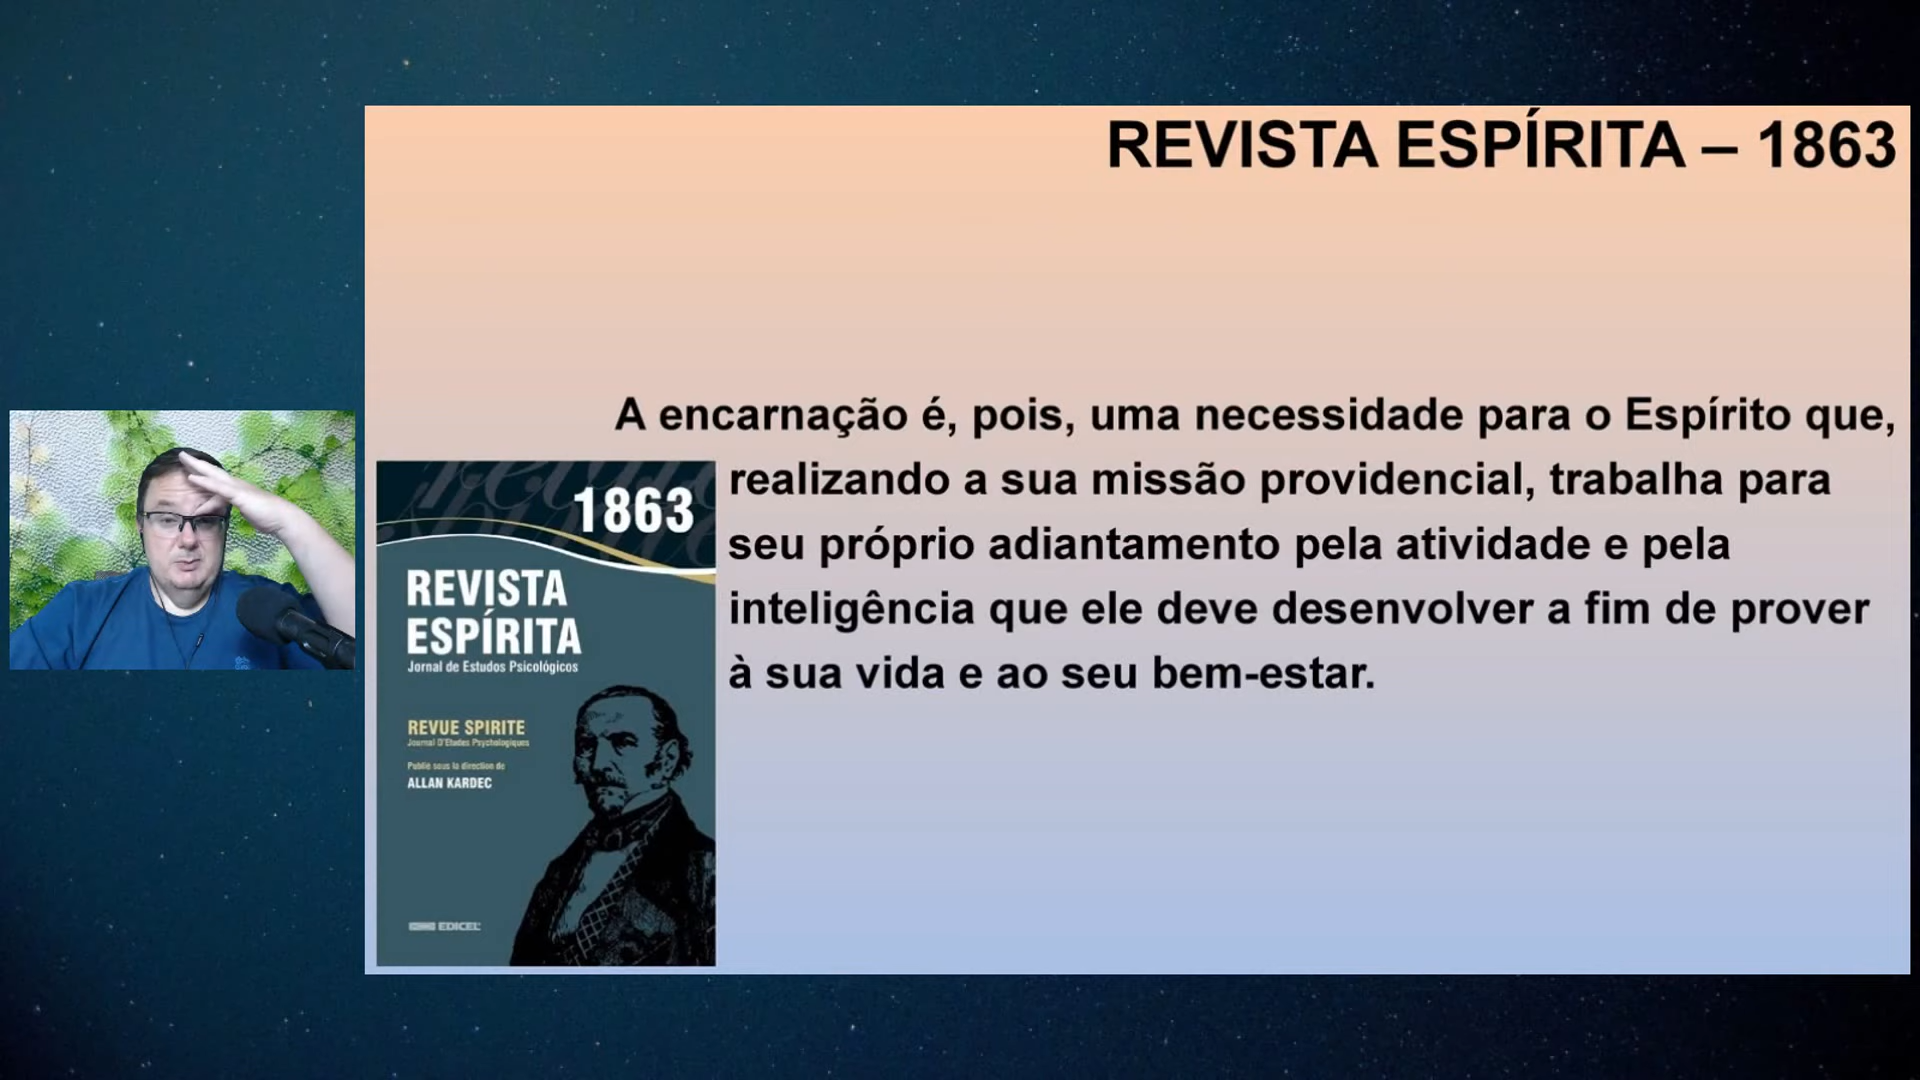 REVISTA ESPÍRITA – 1863
A encarnação é, pois, uma necessidade para o Espírito que,
realizando a sua missão providencial, trabalha para
seu próprio adiantamento pela atividade e pela
inteligência que ele deve desenvolver a fim de prover
à sua vida e ao seu bem-estar.
1863
REVISTA
ESPÍRITA
Jornal de Estudos Psicológicos
REVUE SPIRITE
Journal D'Etudes Psychologiques
Publié sous la direction de
ALLAN KARDEC
EDICEL